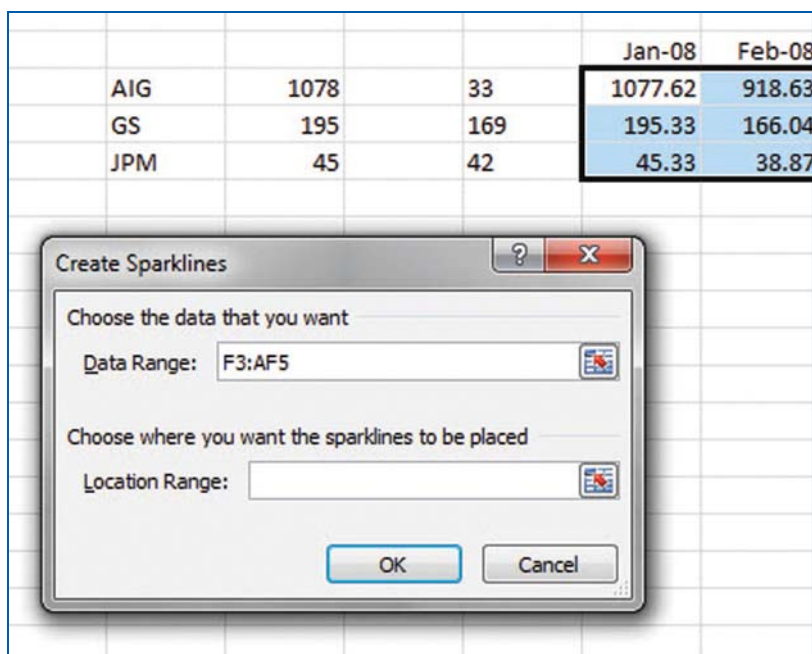 Jan-08 Feb-08
AIG 1078 33 1077.62 918.63
GS 195 169 195.33 166.04
JPM 45 42 45.33 38.87
Create Sparklines
Choose the data that you want
Data Range: F3:AF5
Choose where you want the sparklines to be placed
Location Range:
OK Cancel